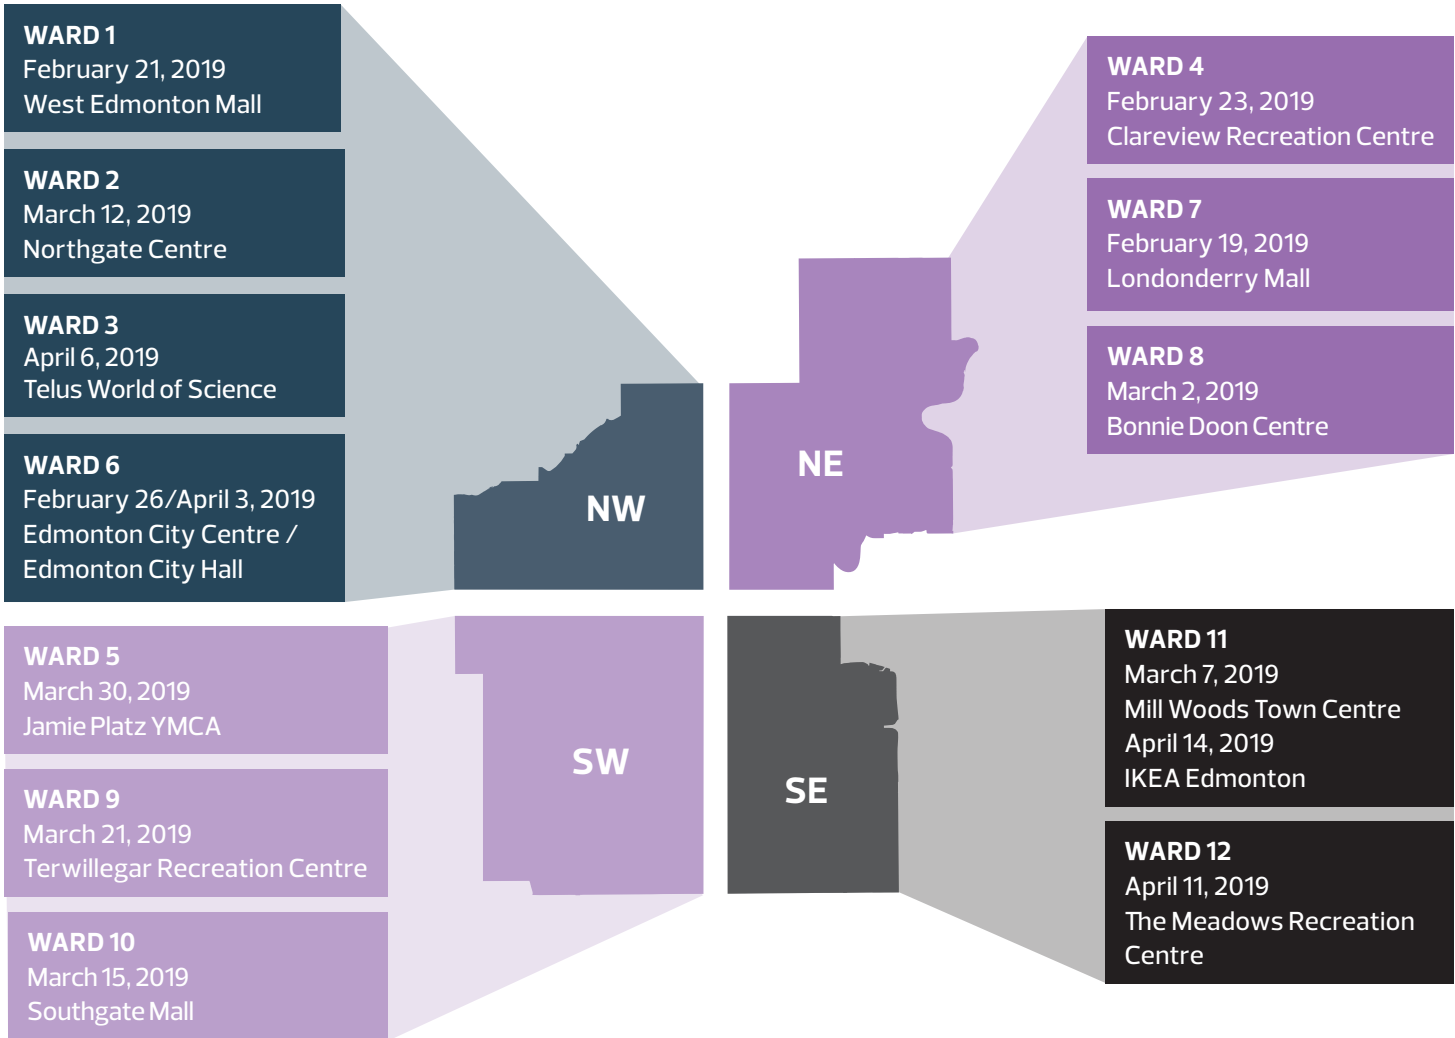 WARD 1
February 21, 2019
West Edmonton Mall
WARD 2
March 12, 2019
Northgate Centre
WARD 3
April 6, 2019
Telus World of Science
WARD 6
February 26/April 3, 2019
Edmonton City Centre /
Edmonton City Hall
NW
WARD 4
February 23, 2019
Clareview Recreation Centre
WARD 7
February 19, 2019
Londonderry Mall
WARD 8
March 2, 2019
Bonnie Doon Centre
NE
WARD 5
March 30, 2019
Jamie Platz YMCA
WARD 9
March 21, 2019
Terwillegar Recreation Centre
WARD 10
March 15, 2019
Southgate Mall
SW
SE
WARD 11
March 7, 2019
Mill Woods Town Centre
April 14, 2019
IKEA Edmonton
WARD 12
April 11, 2019
The Meadows Recreation
Centre